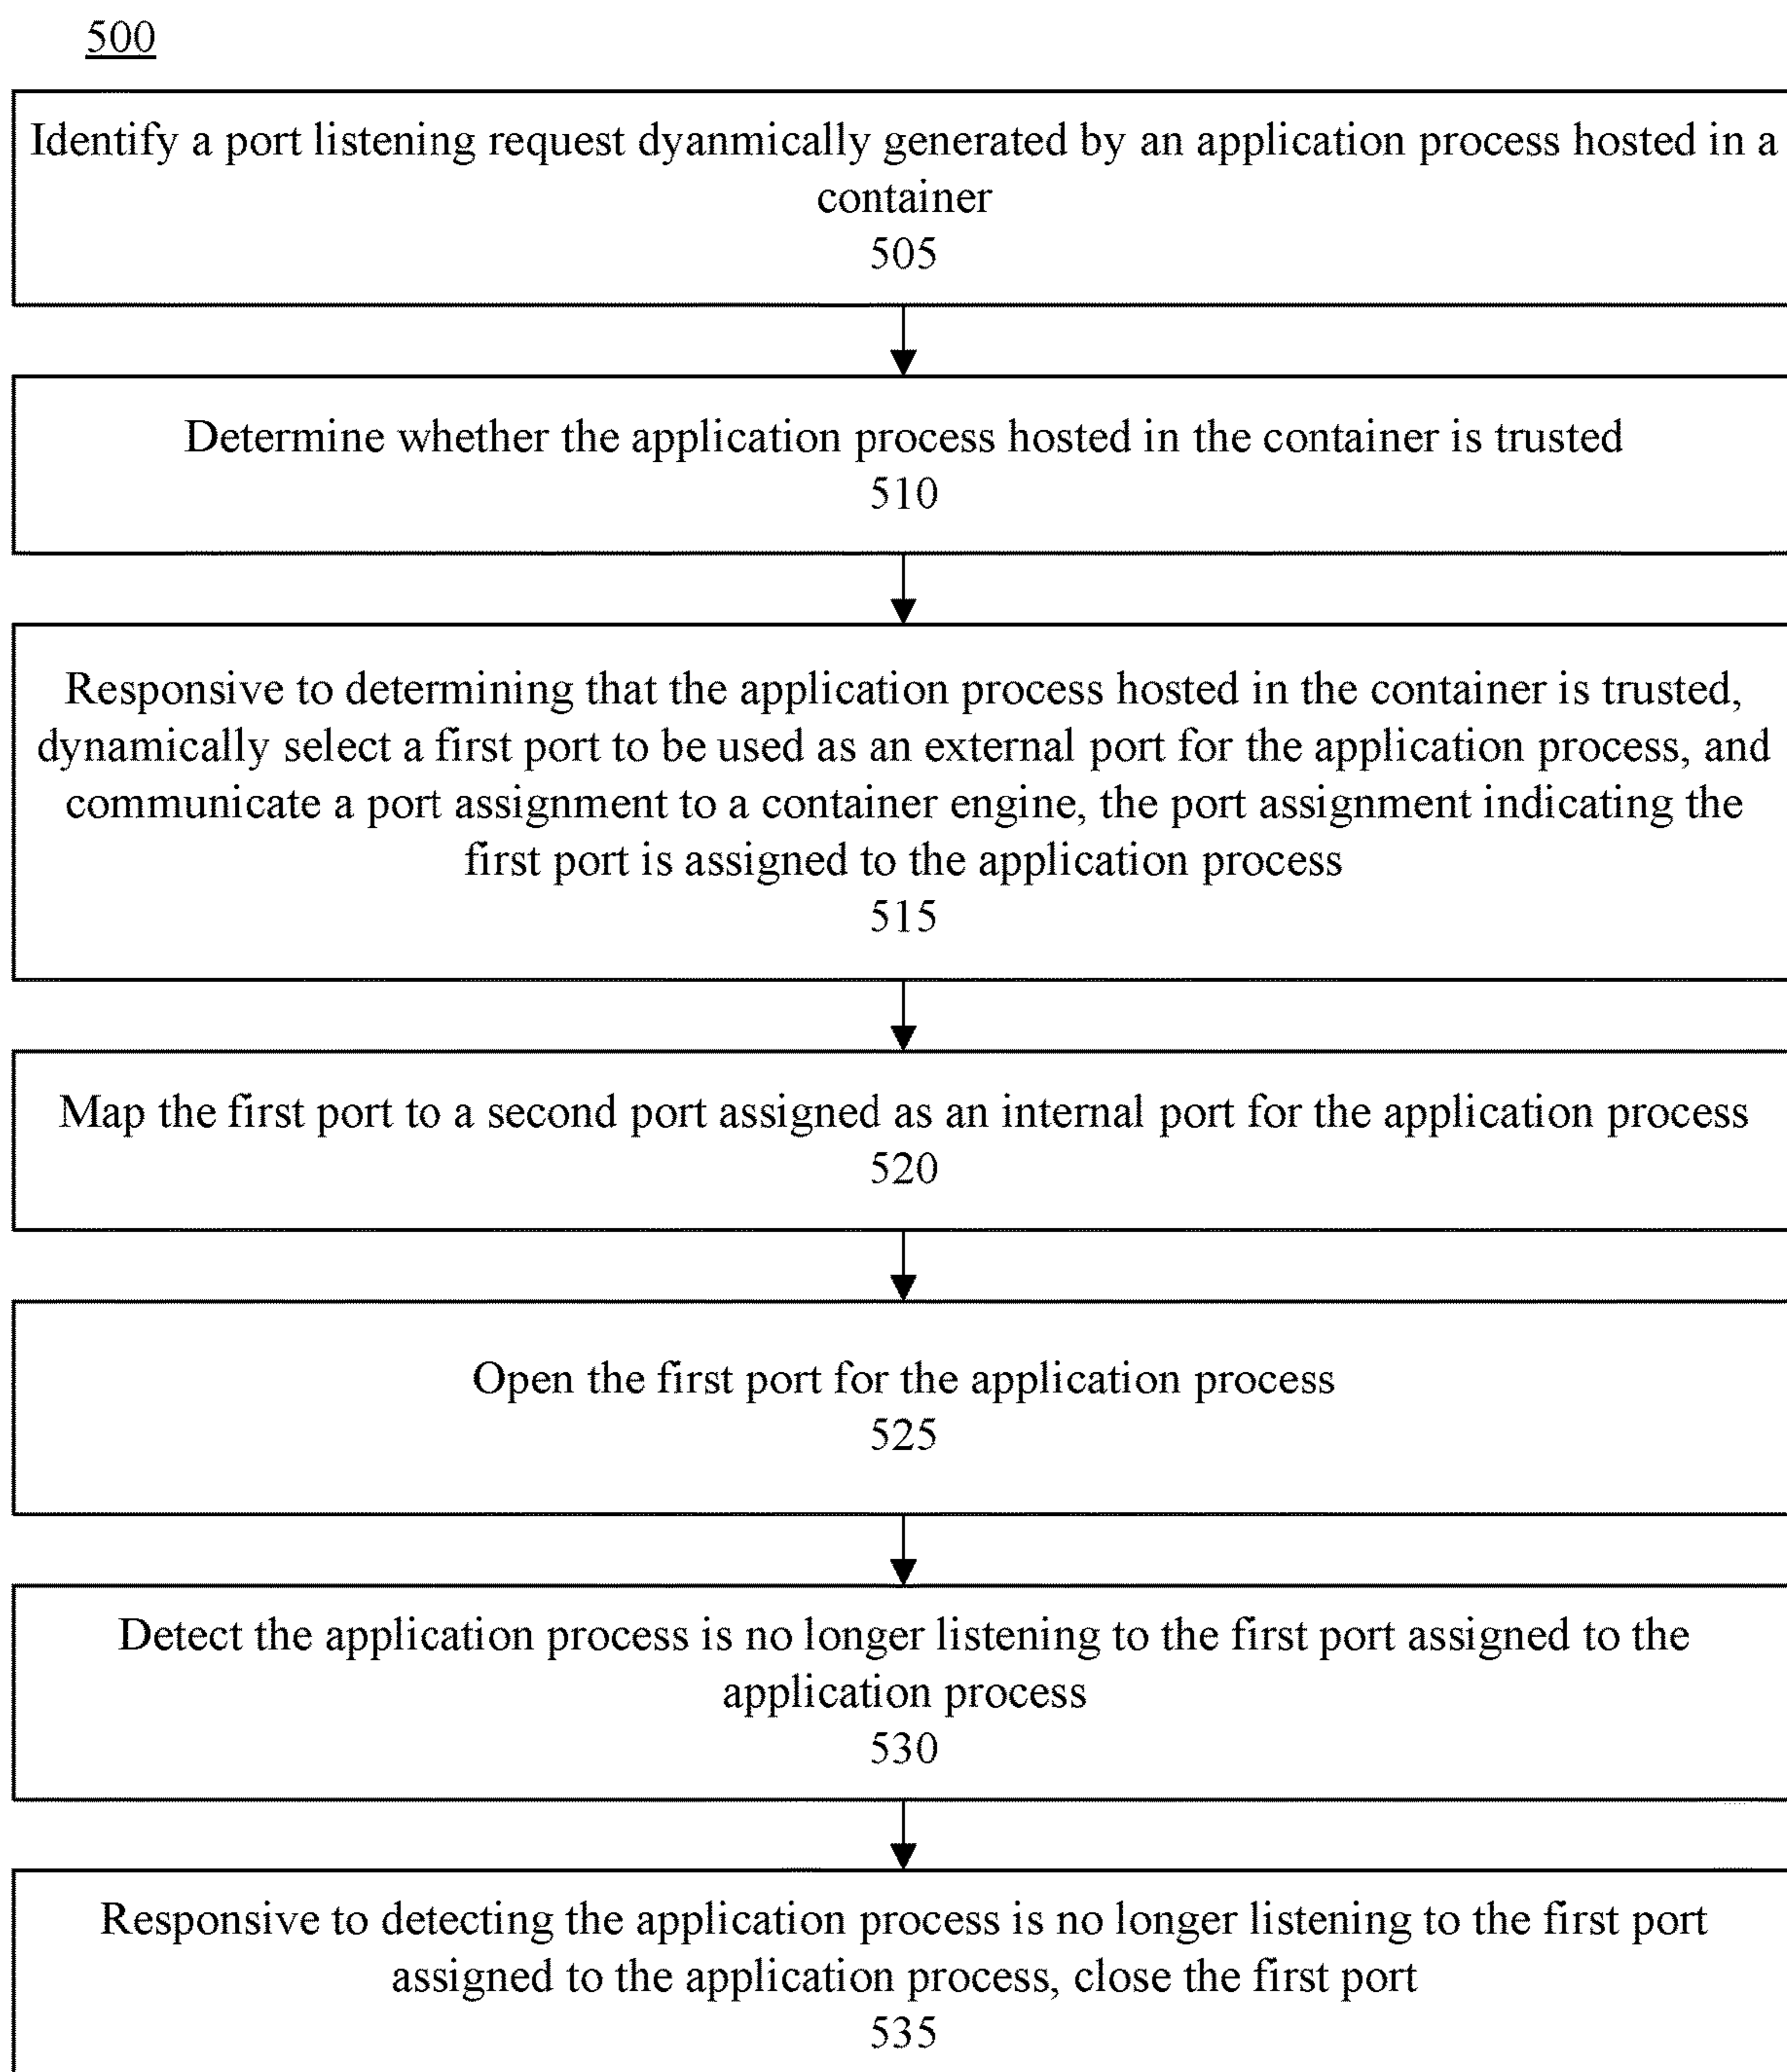 500
Identify a port listening request dyanmically generated by an application process hosted in a
container
505
Determine whether the application process hosted in the container is trusted
510
Responsive to determining that the application process hosted in the container is trusted,
dynamically select a first port to be used as an external port for the application process, and
communicate a port assignment to a container engine, the port assignment indicating the
first port is assigned to the application process
515
Map the first port to a second port assigned as an internal port for the application process
520
Open the first port for the application process
525
Detect the application process is no longer listening to the first port assigned to the
application process
530
Responsive to detecting the application process is no longer listening to the first port
assigned to the application process, close the first port
535